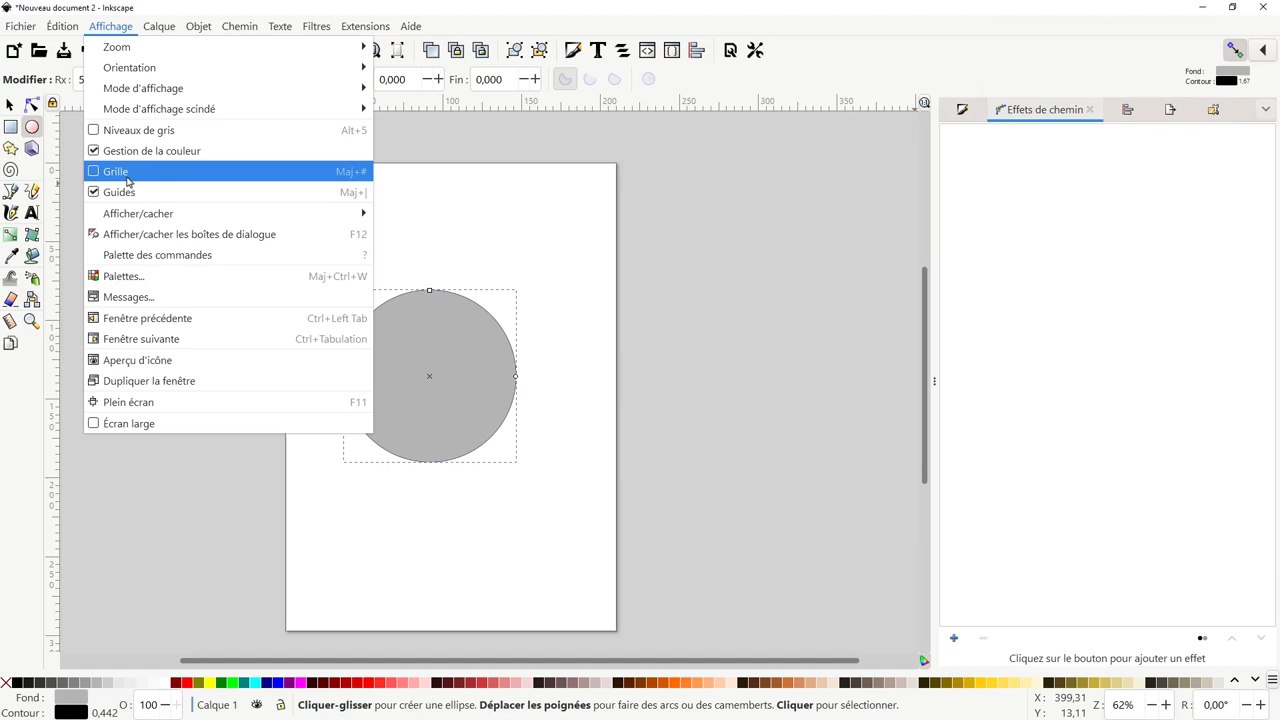 *Nouveau document 2 - Inkscape
Fichier Édition Affichage Calque Objet Chemin Texte Filtres Extensions Aide
Modifier : Rx : 5 0,000 Fin : 0,000
Fond :
Contour : 1.67
Zoom
Orientation
Mode d'affichage
Mode d'affichage scindé
Niveaux de gris Alt+5
Gestion de la couleur
Grille Maj+#
Guides Maj+|
Afficher/cacher
Afficher/cacher les boîtes de dialogue F12
Palette des commandes ?
Palettes... Maj+Ctrl+W
Messages...
Fenêtre précédente Ctrl+Left Tab
Fenêtre suivante Ctrl+Tabulation
Aperçu d'icône
Dupliquer la fenêtre
Plein écran F11
Écran large
100 150 200 250 300 350
Effets de chemin
Cliquez sur le bouton pour ajouter un effet
Fond : O : 100 Calque 1 Cliquer-glisser pour créer une ellipse. Déplacer les poignées pour faire des arcs ou des camemberts. Cliquer pour sélectionner. X : 399,31 Z : 62% R : 0,00°
Contour : 0,442 Y : 13,11